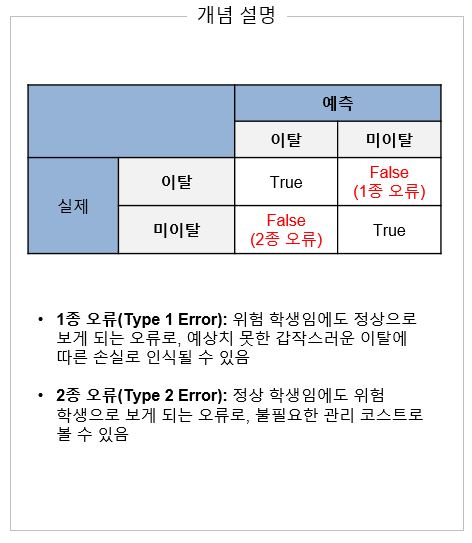 개념 설명
예측
이탈 미이탈
실제 이탈 True False
(1종 오류)
미이탈 False
(2종 오류) True
• 1종 오류(Type 1 Error): 위험 학생임에도 정상으로
보게 되는 오류로, 예상치 못한 갑작스러운 이탈에
따른 손실로 인식될 수 있음
• 2종 오류(Type 2 Error): 정상 학생임에도 위험
학생으로 보게 되는 오류로, 불필요한 관리 코스트로
볼 수 있음